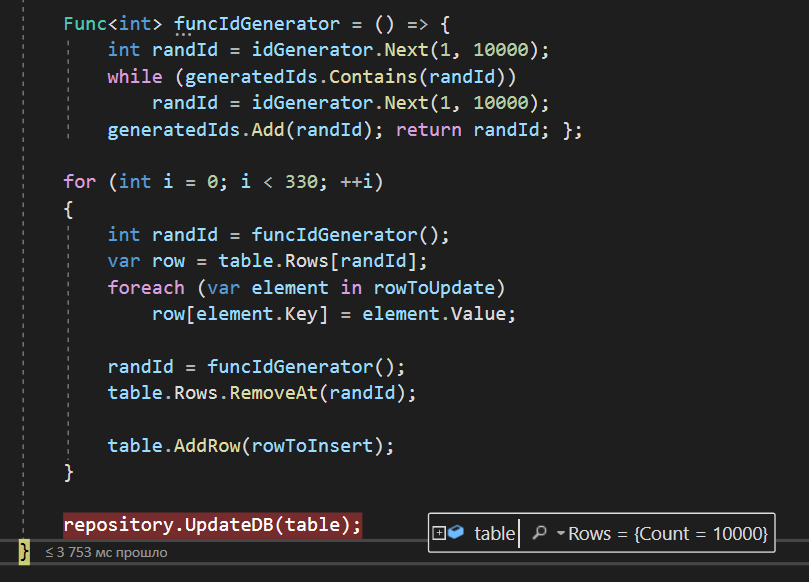 Func<int> funcIdGenerator = () => {
int randId = idGenerator.Next(1, 10000);
while (generatedIds.Contains(randId))
randId = idGenerator.Next(1, 10000);
generatedIds.Add(randId); return randId; };
for (int i = 0; i < 330; ++i)
{
int randId = funcIdGenerator();
var row = table.Rows[randId];
foreach (var element in rowToUpdate)
row[element.Key] = element.Value;
randId = funcIdGenerator();
table.Rows.RemoveAt(randId);
table.AddRow(rowToInsert);
}
repository.UpdateDB(table);
table Rows = {Count = 10000}
} ≤ 3 753 мс прошло